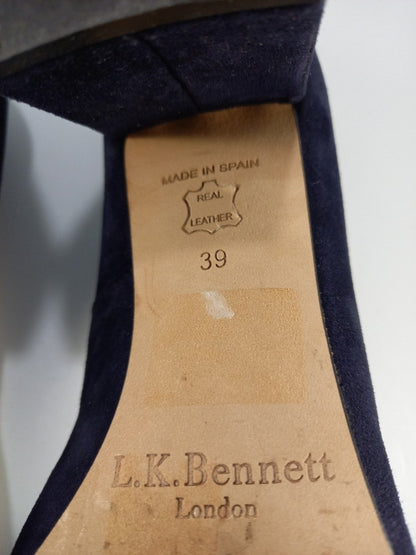 MADE IN SPAIN
REAL
LEATHER
39
L.K.Bennett
London